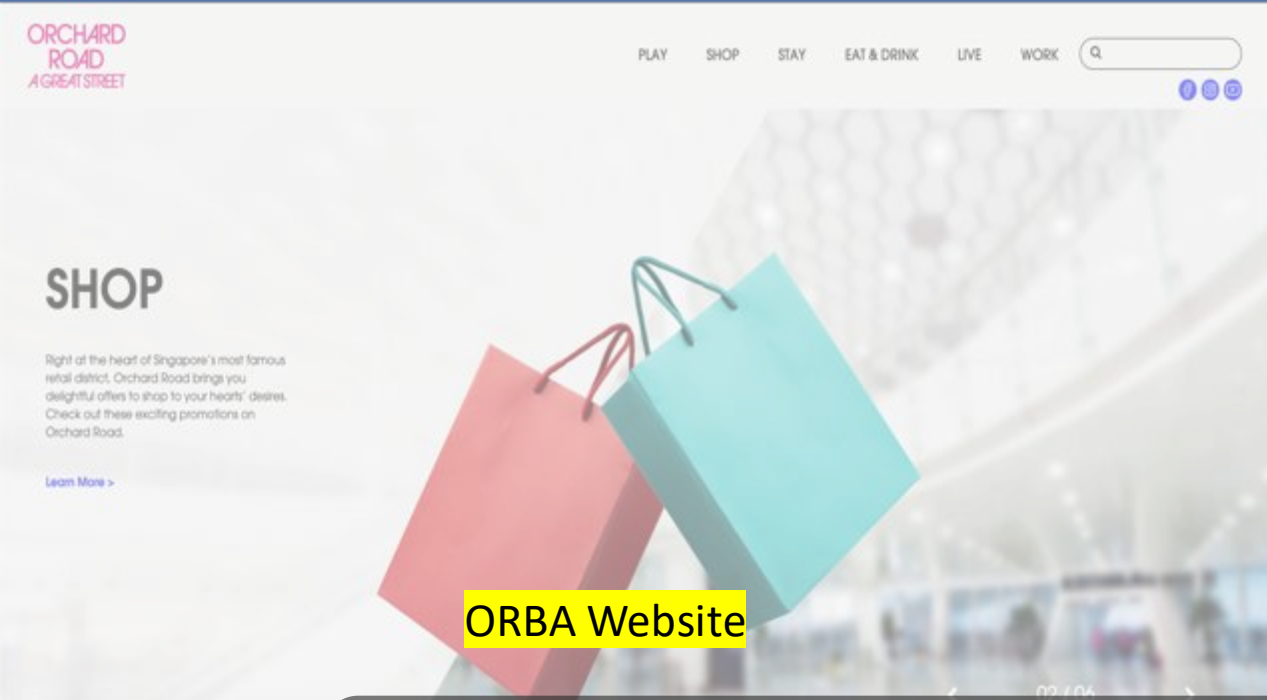 ORCHARD
ROAD
A GREAT STREET
PLAY SHOP STAY EAT & DRINK LIVE WORK
SHOP
Right at the heart of Singapore's most famous
retail district, Orchard Road brings you
delightful offers to shop to your hearts' desires.
Check out these exciting promotions on
Orchard Road.
Learn More >
ORBA Website
02 / 06